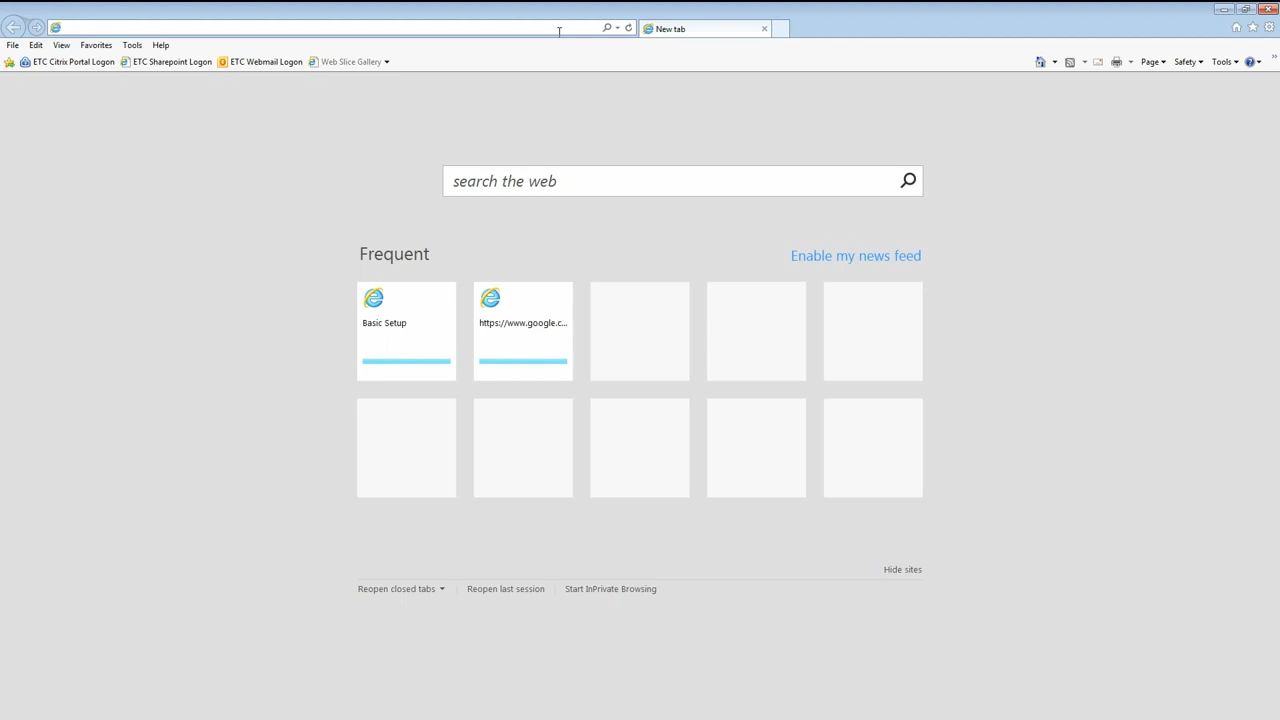 New tab
File Edit View Favorites Tools Help
ETC Citrix Portal Logon ETC Sharepoint Logon ETC Webmail Logon Web Slice Gallery Page Safety Tools
search the web
Frequent Enable my news feed
Basic Setup https://www.google.c...
Hide sites
Reopen closed tabs Reopen last session Start InPrivate Browsing